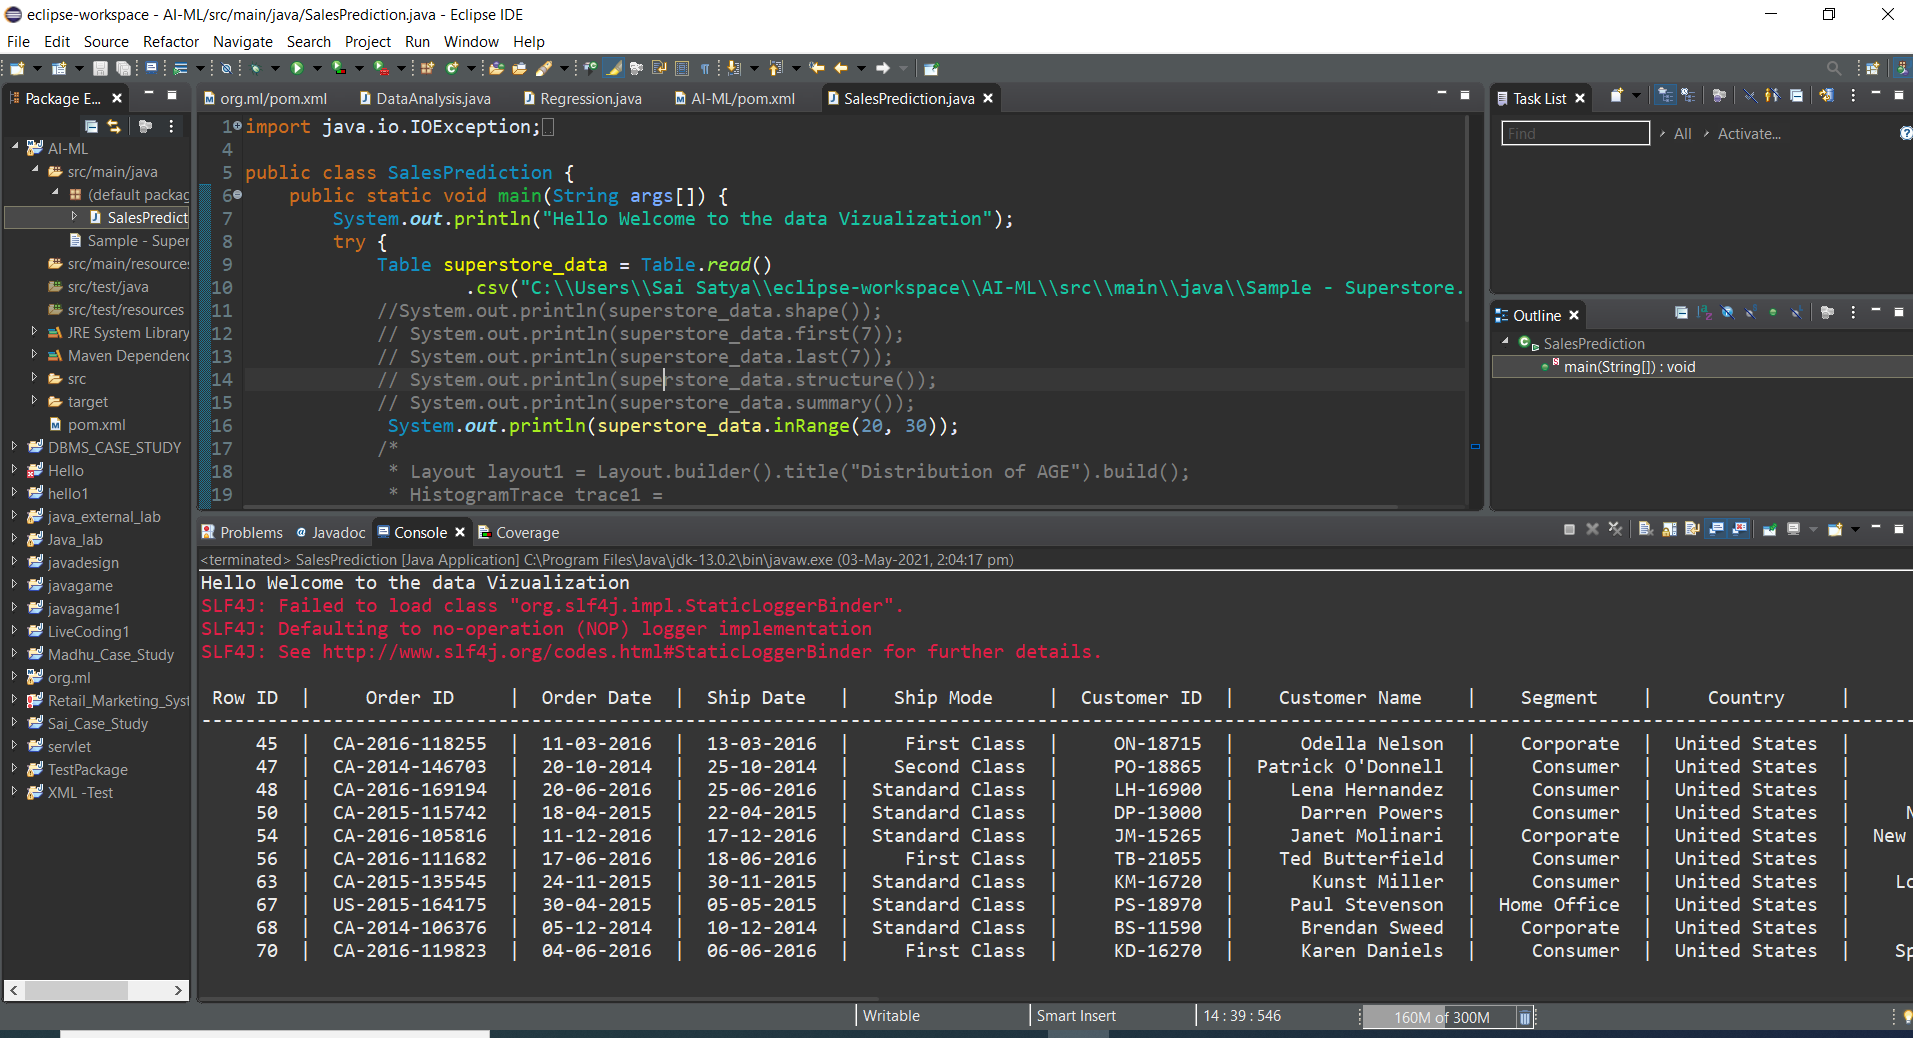 eclipse-workspace - AI-ML/src/main/java/SalesPrediction.java - Eclipse IDE
File Edit Source Refactor Navigate Search Project Run Window Help
Package E...
AI-ML
src/main/java
(default packag
SalesPredict
Sample - Super
src/main/resource
src/test/java
src/test/resources
JRE System Library
Maven Dependenc
src
target
pom.xml
DBMS_CASE_STUDY
Hello
hello1
java_external_lab
Java_lab
javadesign
javagame
javagame1
LiveCoding1
Madhu_Case_Study
org.ml
Retail_Marketing_Syst
Sai_Case_Study
servlet
TestPackage
XML -Test
org.ml/pom.xml DataAnalysis.java Regression.java AI-ML/pom.xml SalesPrediction.java
1 import java.io.IOException;
4
5 public class SalesPrediction {
6 public static void main(String args[]) {
7 System.out.println("Hello Welcome to the data Vizualization");
8 try {
9 Table superstore_data = Table.read()
10 .csv("C:\\Users\\Sai Satya\\eclipse-workspace\\AI-ML\\src\\main\\java\\Sample - Superstore.
11 //System.out.println(superstore_data.shape());
12 // System.out.println(superstore_data.first(7));
13 // System.out.println(superstore_data.last(7));
14 // System.out.println(superstore_data.structure());
15 // System.out.println(superstore_data.summary());
16 System.out.println(superstore_data.inRange(20, 30));
17 /*
18 * Layout layout1 = Layout.builder().title("Distribution of AGE").build();
19 * HistogramTrace trace1 =
Task List
Find All Activate...
Outline
SalesPrediction
main(String[]) : void
Problems Javadoc Console Coverage
<terminated> SalesPrediction [Java Application] C:\Program Files\Java\jdk-13.0.2\bin\javaw.exe (03-May-2021, 2:04:17 pm)
Hello Welcome to the data Vizualization
SLF4J: Failed to load class "org.slf4j.impl.StaticLoggerBinder".
SLF4J: Defaulting to no-operation (NOP) logger implementation
SLF4J: See http://www.slf4j.org/codes.html#StaticLoggerBinder for further details.
Row ID | Order ID | Order Date | Ship Date | Ship Mode | Customer ID | Customer Name | Segment | Country |
45 | CA-2016-118255 | 11-03-2016 | 13-03-2016 | First Class | ON-18715 | Odella Nelson | Corporate | United States |
47 | CA-2014-146703 | 20-10-2014 | 25-10-2014 | Second Class | PO-18865 | Patrick O'Donnell | Consumer | United States |
48 | CA-2016-169194 | 20-06-2016 | 25-06-2016 | Standard Class | LH-16900 | Lena Hernandez | Consumer | United States |
50 | CA-2015-115742 | 18-04-2015 | 22-04-2015 | Standard Class | DP-13000 | Darren Powers | Consumer | United States |
54 | CA-2016-105816 | 11-12-2016 | 17-12-2016 | Standard Class | JM-15265 | Janet Molinari | Corporate | United States | New
56 | CA-2016-111682 | 17-06-2016 | 18-06-2016 | First Class | TB-21055 | Ted Butterfield | Consumer | United States |
63 | CA-2015-135545 | 24-11-2015 | 30-11-2015 | Standard Class | KM-16720 | Kunst Miller | Consumer | United States | Lo
67 | US-2015-164175 | 30-04-2015 | 05-05-2015 | Standard Class | PS-18970 | Paul Stevenson | Home Office | United States |
68 | CA-2014-106376 | 05-12-2014 | 10-12-2014 | Standard Class | BS-11590 | Brendan Sweed | Corporate | United States |
70 | CA-2016-119823 | 04-06-2016 | 06-06-2016 | First Class | KD-16270 | Karen Daniels | Consumer | United States | Sp
Writable Smart Insert 14 : 39 : 546 160M of 300M